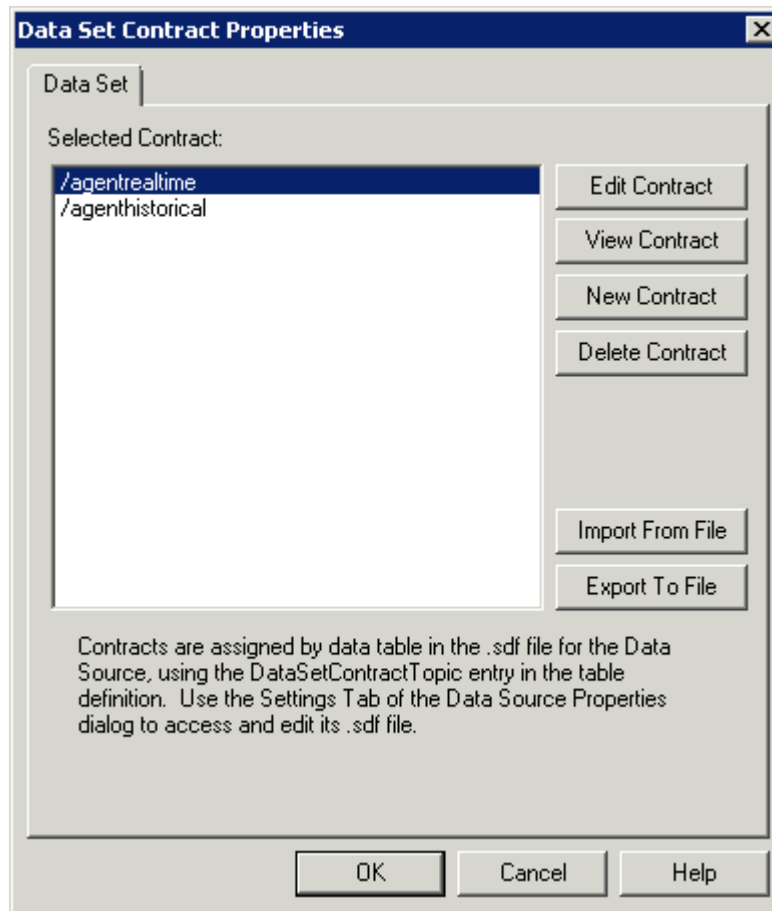 Data Set Contract Properties
Data Set
Selected Contract:
/agentrealtime
/agenthistorical
Edit Contract
View Contract
New Contract
Delete Contract
Import From File
Export To File
Contracts are assigned by data table in the .sdf file for the Data
Source, using the DataSetContractTopic entry in the table
definition.  Use the Settings Tab of the Data Source Properties
dialog to access and edit its .sdf file.
OK
Cancel
Help